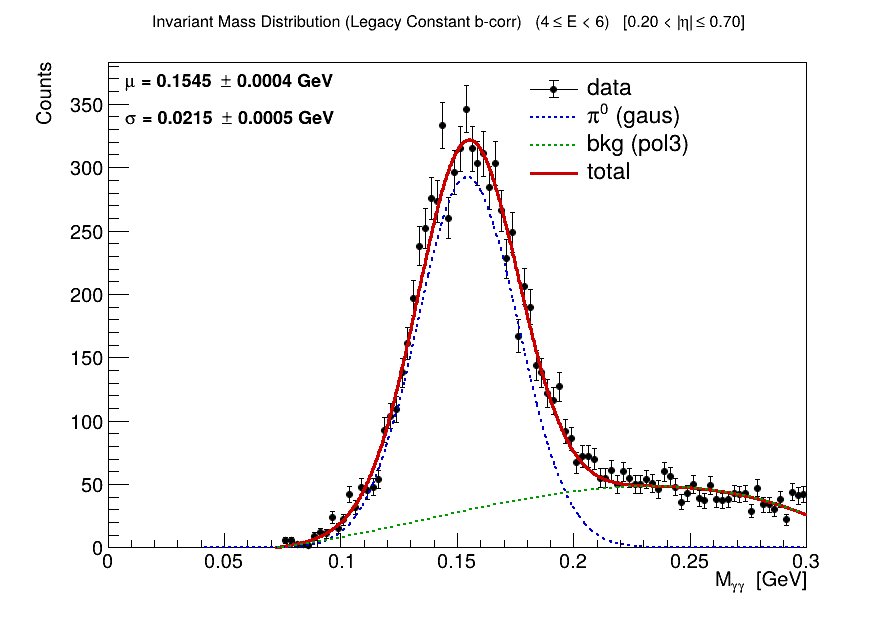 Invariant Mass Distribution (Legacy Constant b-corr) (4 ≤ E < 6) [0.20 < |η| ≤ 0.70]
Counts
μ = 0.1545 ± 0.0004 GeV
σ = 0.0215 ± 0.0005 GeV
data
π⁰ (gaus)
bkg (pol3)
total
350
300
250
200
150
100
50
0
0 0.05 0.1 0.15 0.2 0.25 0.3
Mγγ [GeV]